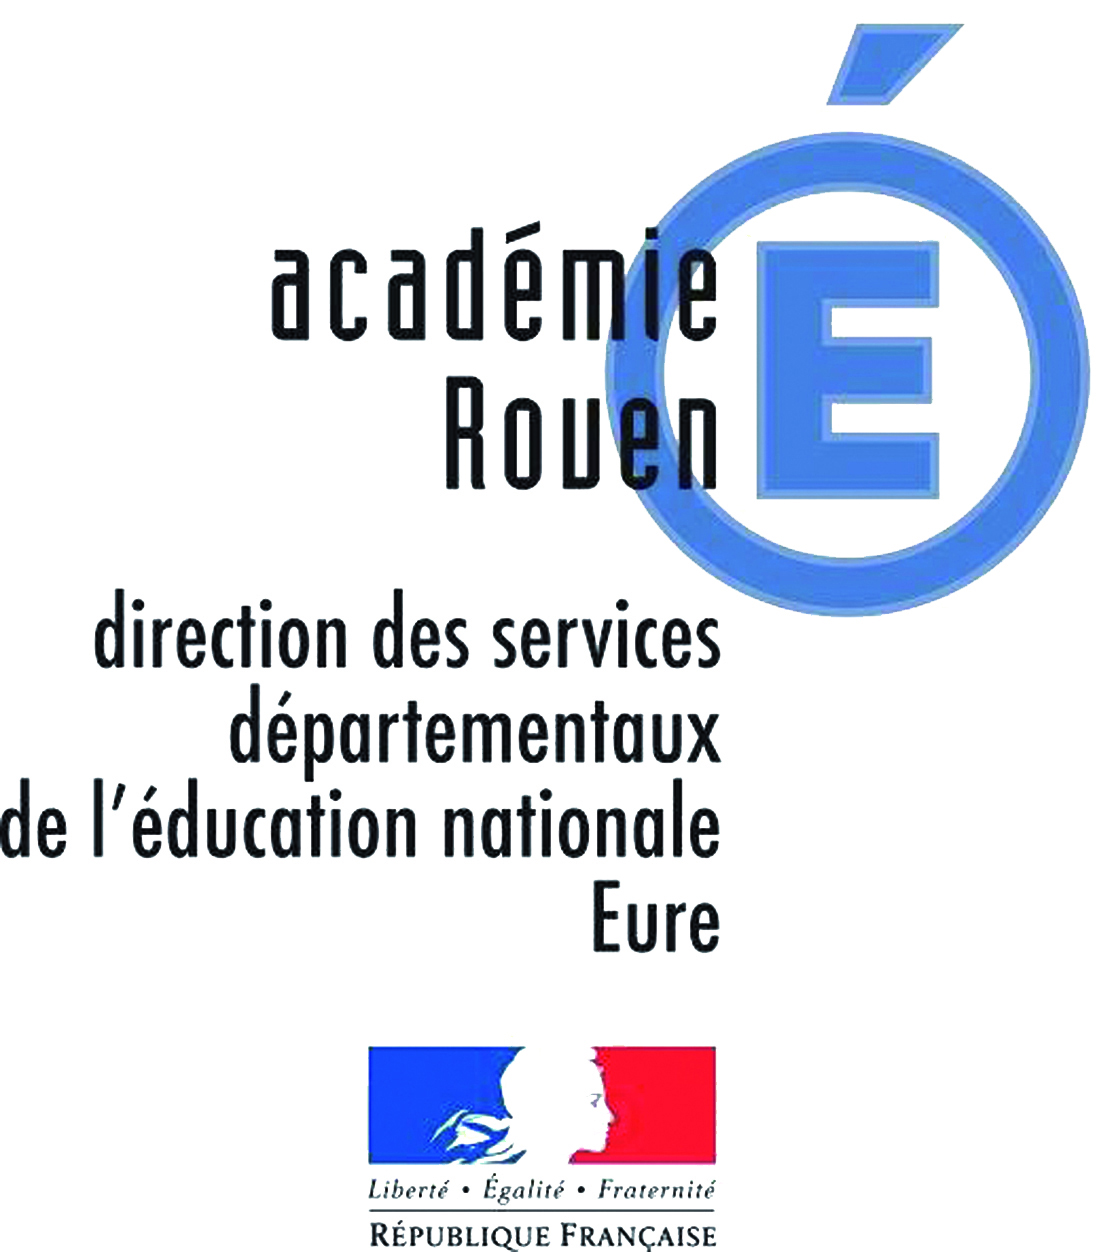 académie
Rouen
É
direction des services
départementaux
de l'éducation nationale
Eure
Liberté • Égalité • Fraternité
RÉPUBLIQUE FRANÇAISE